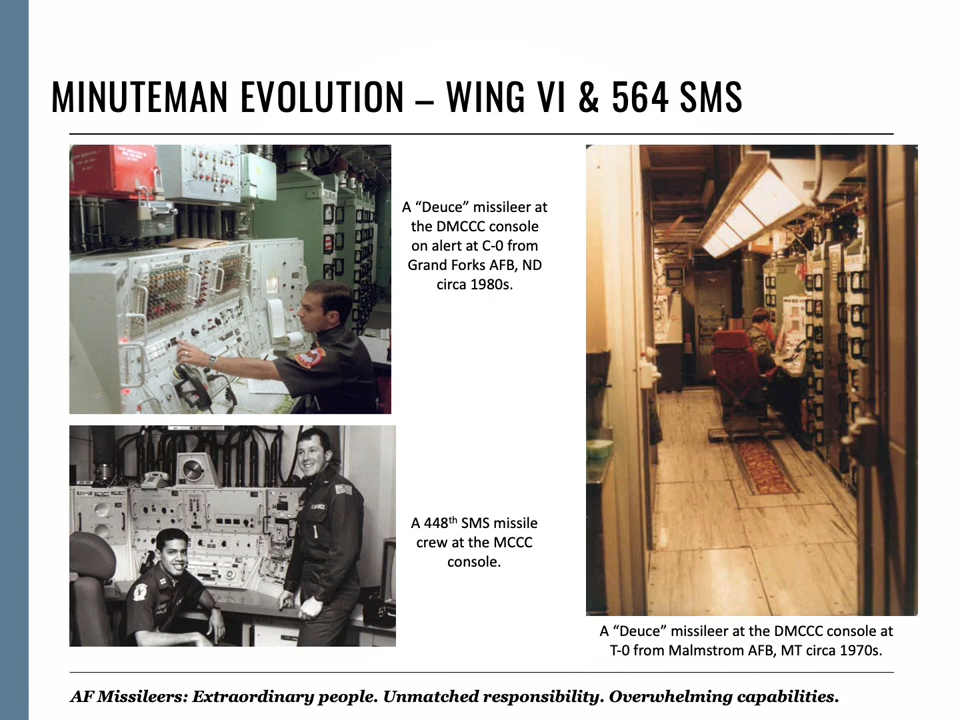 MINUTEMAN EVOLUTION – WING VI & 564 SMS
A “Deuce” missileer at
the DMCCC console
on alert at C-0 from
Grand Forks AFB, ND
circa 1980s.
A 448th SMS missile
crew at the MCCC
console.
A “Deuce” missileer at the DMCCC console at
T-0 from Malmstrom AFB, MT circa 1970s.
AF Missileers: Extraordinary people. Unmatched responsibility. Overwhelming capabilities.